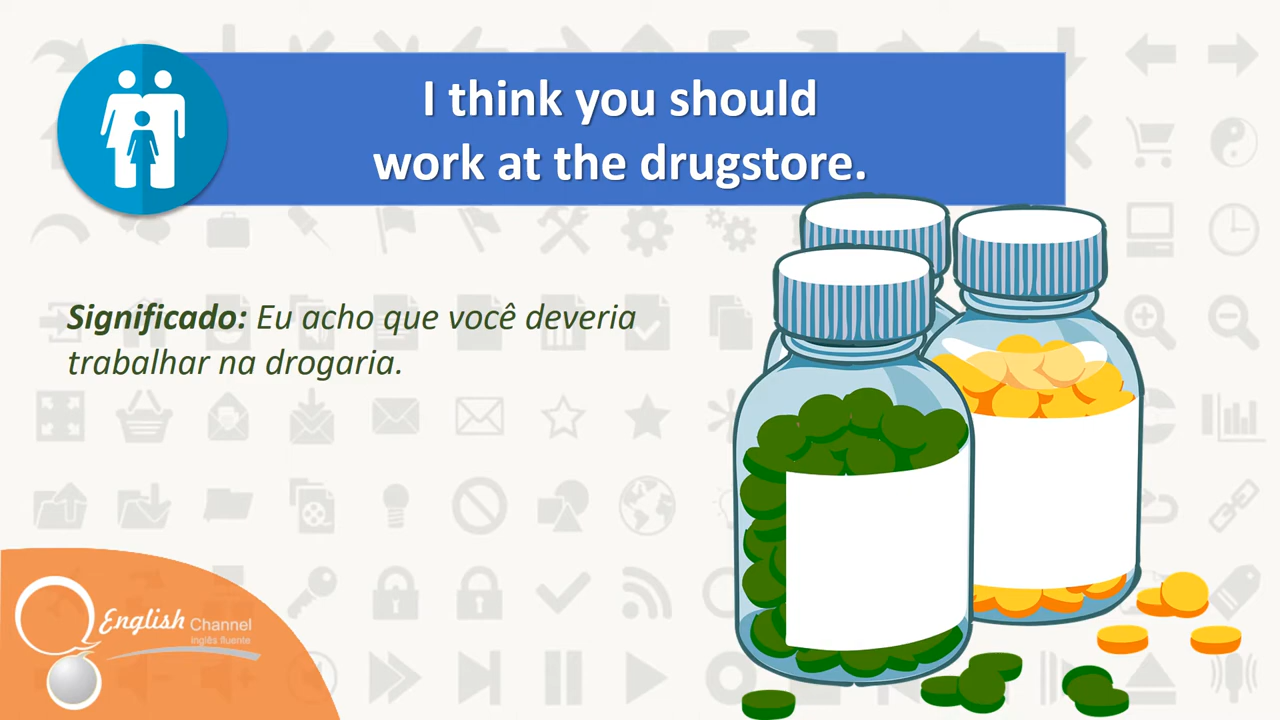 I think you should
work at the drugstore.
Significado: Eu acho que você deveria
trabalhar na drogaria.
English Channel
inglês fluente